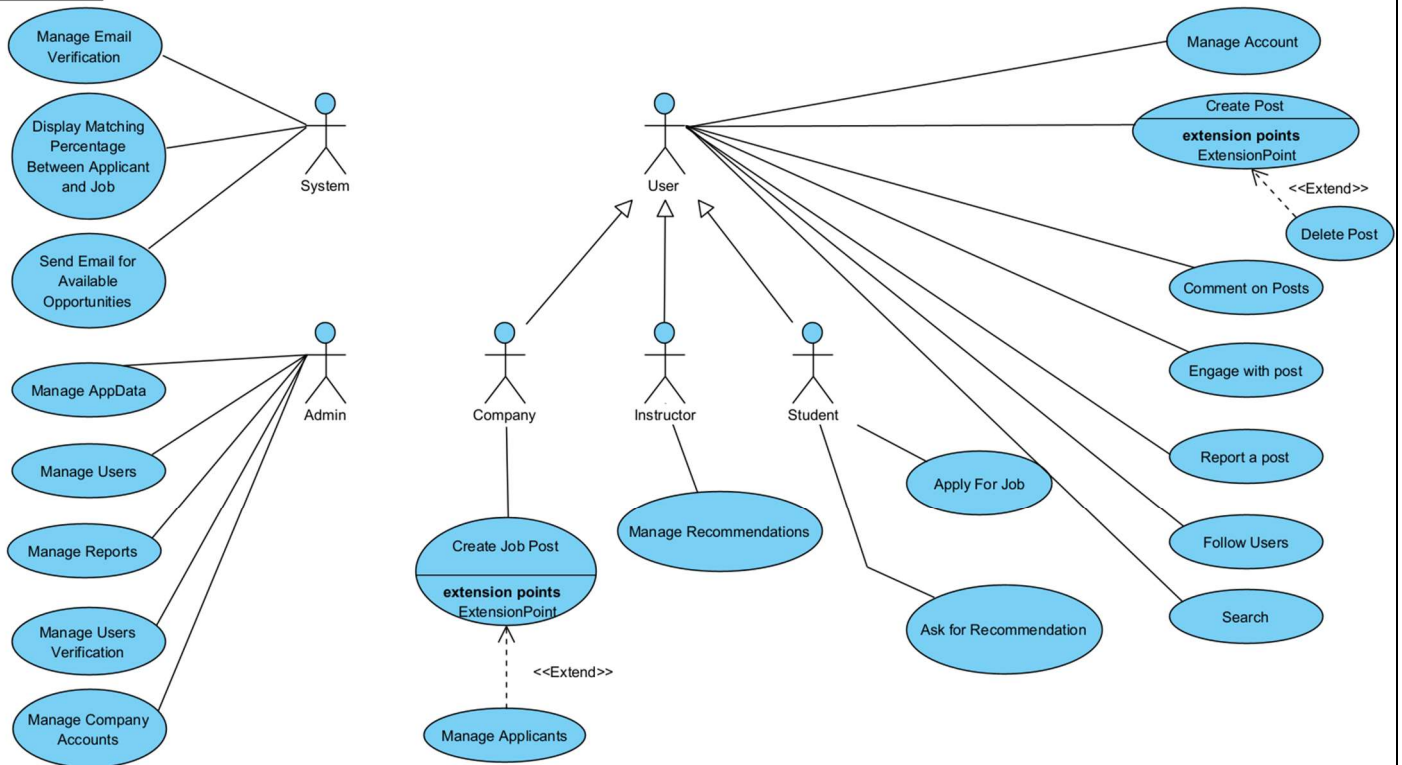 Manage Email
Verification
Display Matching
Percentage
Between Applicant
and Job
Send Email for
Available
Opportunities
System
Manage AppData
Manage Users
Manage Reports
Manage Users
Verification
Manage Company
Accounts
Admin
User
Company
Instructor
Student
Create Job Post
extension points
ExtensionPoint
<<Extend>>
Manage Applicants
Manage Recommendations
Apply For Job
Ask for Recommendation
Manage Account
Create Post
extension points
ExtensionPoint
<<Extend>>
Delete Post
Comment on Posts
Engage with post
Report a post
Follow Users
Search